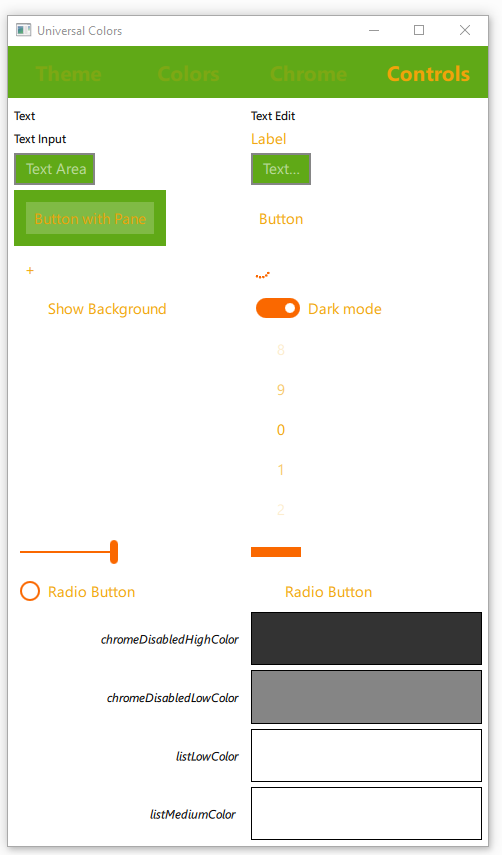 Universal Colors
Theme Colors Chrome Controls
Text Text Edit
Text Input Label
Text Area Text...
Button with Pane Button
+
Show Background Dark mode
8
9
0
1
2
Radio Button Radio Button
chromeDisabledHighColor
chromeDisabledLowColor
listLowColor
listMediumColor